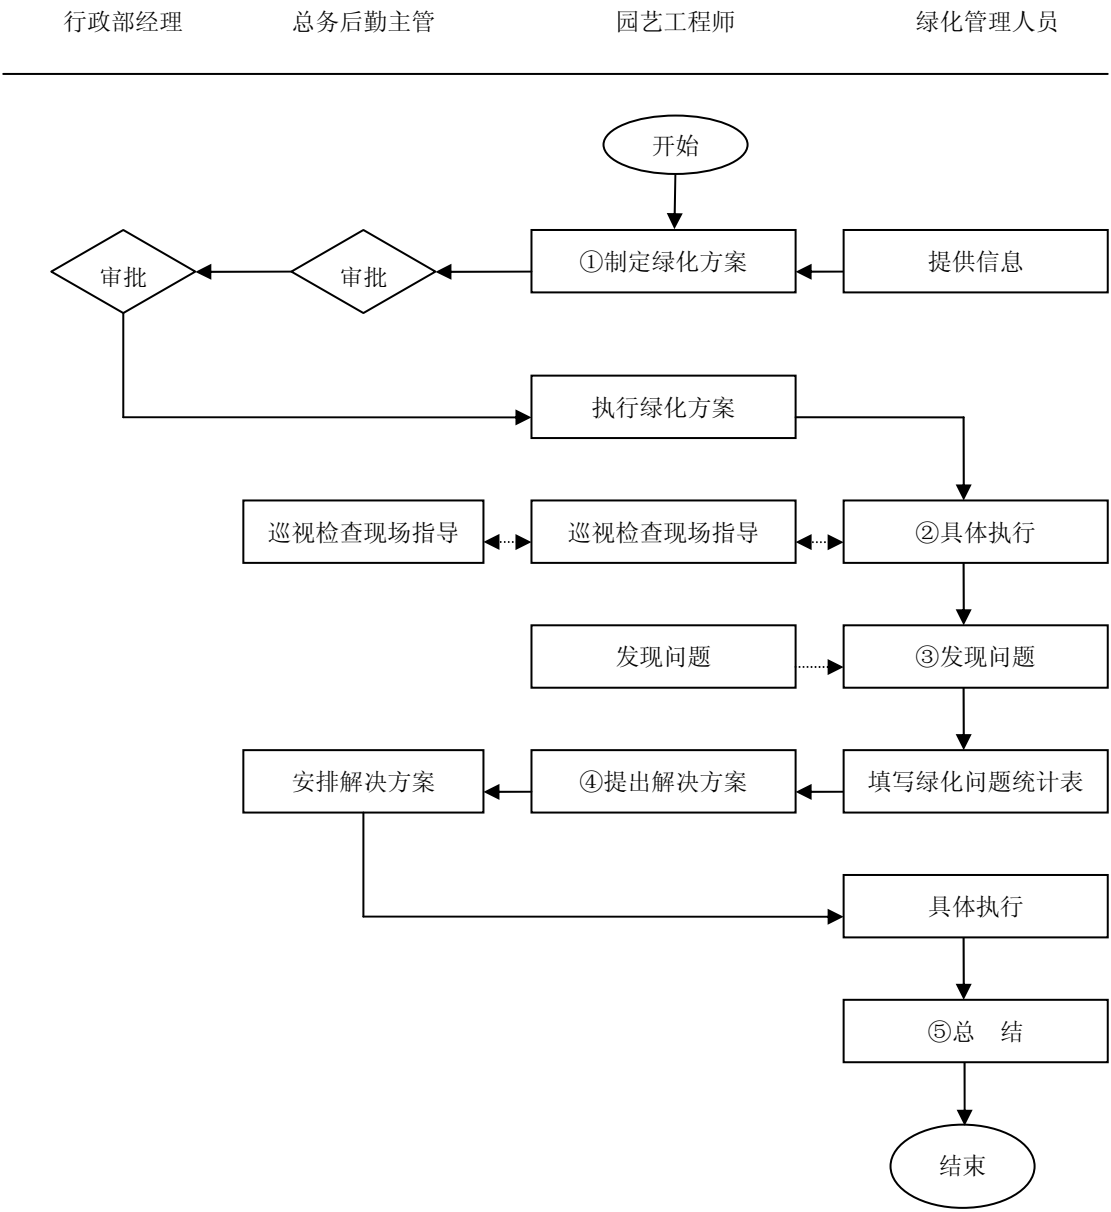 行政部经理
总务后勤主管
园艺工程师
绿化管理人员
开始
审批
审批
①制定绿化方案
提供信息
执行绿化方案
巡视检查现场指导
巡视检查现场指导
②具体执行
发现问题
③发现问题
安排解决方案
④提出解决方案
填写绿化问题统计表
具体执行
⑤总 结
结束